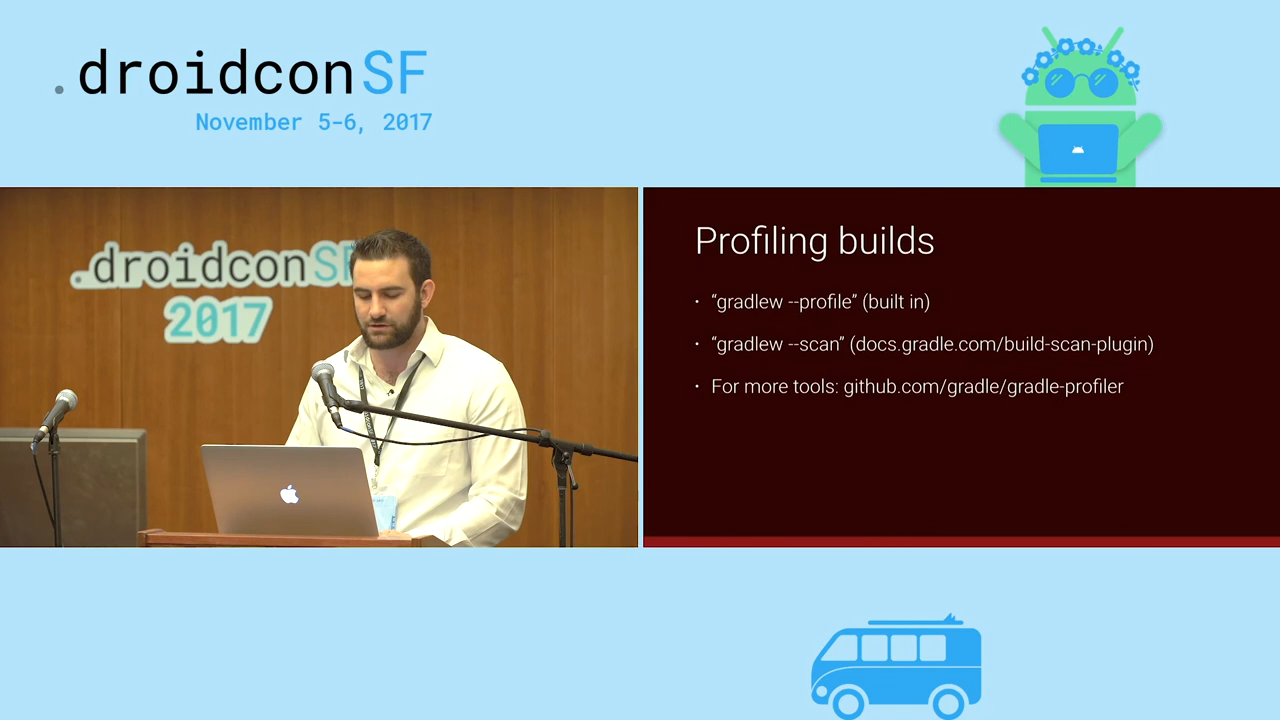 .droidconSF
November 5-6, 2017
.droidconSF
2017
Profiling builds
• “gradlew --profile” (built in)
• “gradlew --scan” (docs.gradle.com/build-scan-plugin)
• For more tools: github.com/gradle/gradle-profiler